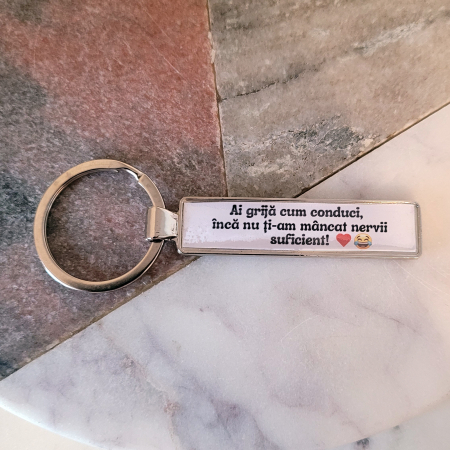 Ai grijă cum conduci,
încă nu ți-am mâncat nervii
suficient! ❤️😂